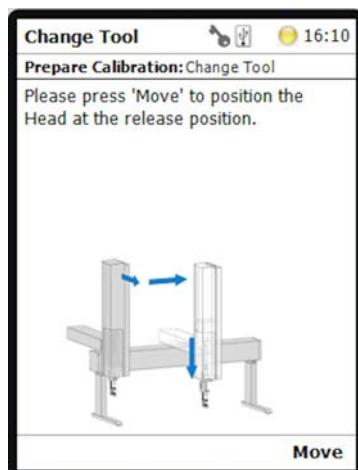 Change Tool 16:10
Prepare Calibration: Change Tool
Please press 'Move' to position the
Head at the release position.
Move